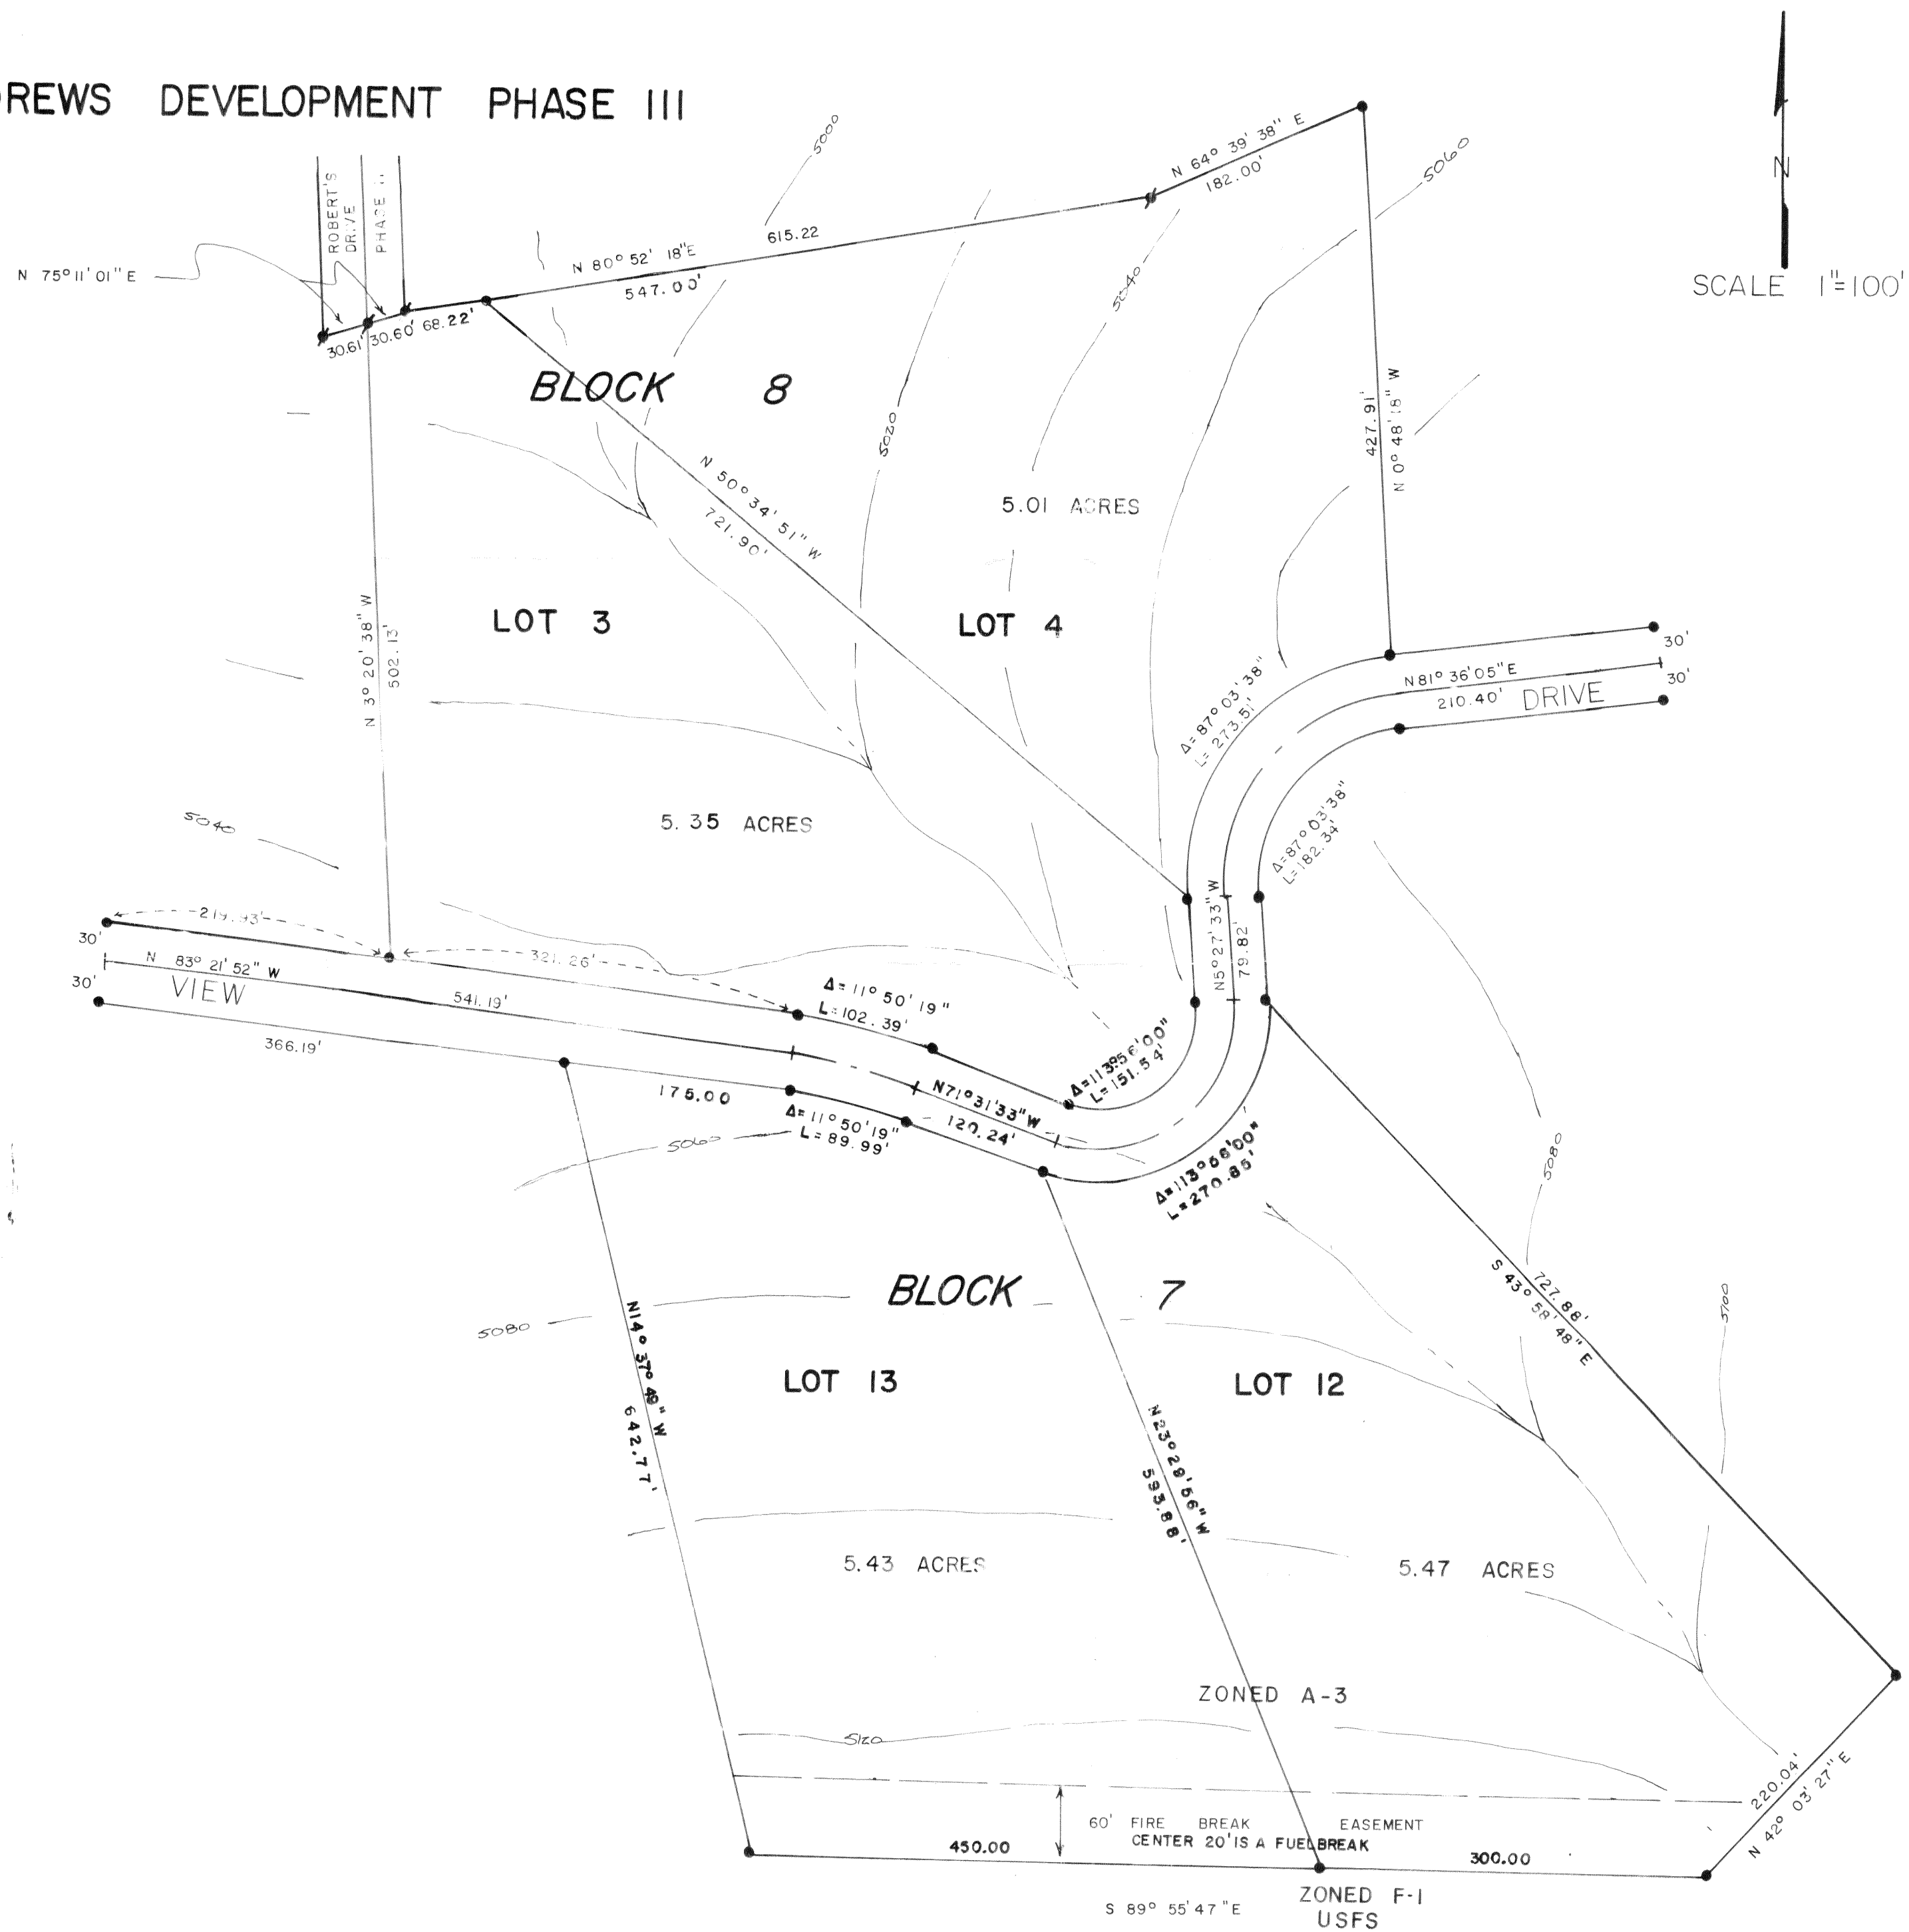 REWS DEVELOPMENT PHASE III
N
SCALE 1"=100'
ROBERT'S
DRIVE
PHASE II
N 75° 11' 01" E
30.61' 30.60' 68.22'
N 80° 52' 18" E
547.00'
615.22
N 64° 39' 38" E
182.00'
5000
5060
5040
5020
BLOCK 8
427.91'
N 0° 48' 18" W
N 50° 34' 51" W
721.90'
5.01 ACRES
LOT 3
LOT 4
N 3° 20' 38" W
502.13'
5.35 ACRES
5040
Δ=87° 03' 38"
L= 273.51'
30'
N81° 36' 05" E
30'
210.40' DRIVE
Δ=87° 03' 38"
L=182.34'
N5° 27' 33" W
79.82'
219.93'
30'
N 83° 21' 52" W
30'
VIEW
541.19'
321.26'
366.19'
175.00
Δ= 11° 50' 19"
L=102.39'
Δ=113°56'00"
L=151.54'
N71°31'33"W
120.24'
Δ=11°50'19"
L=89.99'
5060
Δ=113°56'00"
L=270.85'
5080
727.88'
S 43° 58' 48" E
5100
BLOCK 7
5080
N14° 37° 49" W
642.77'
LOT 13
LOT 12
N23°29'56"W
593.88'
5.43 ACRES
5.47 ACRES
ZONED A-3
5120
220.04'
N 42° 03' 27" E
60' FIRE BREAK EASEMENT
CENTER 20' IS A FUELBREAK
450.00
300.00
S 89° 55' 47" E
ZONED F-1
USFS